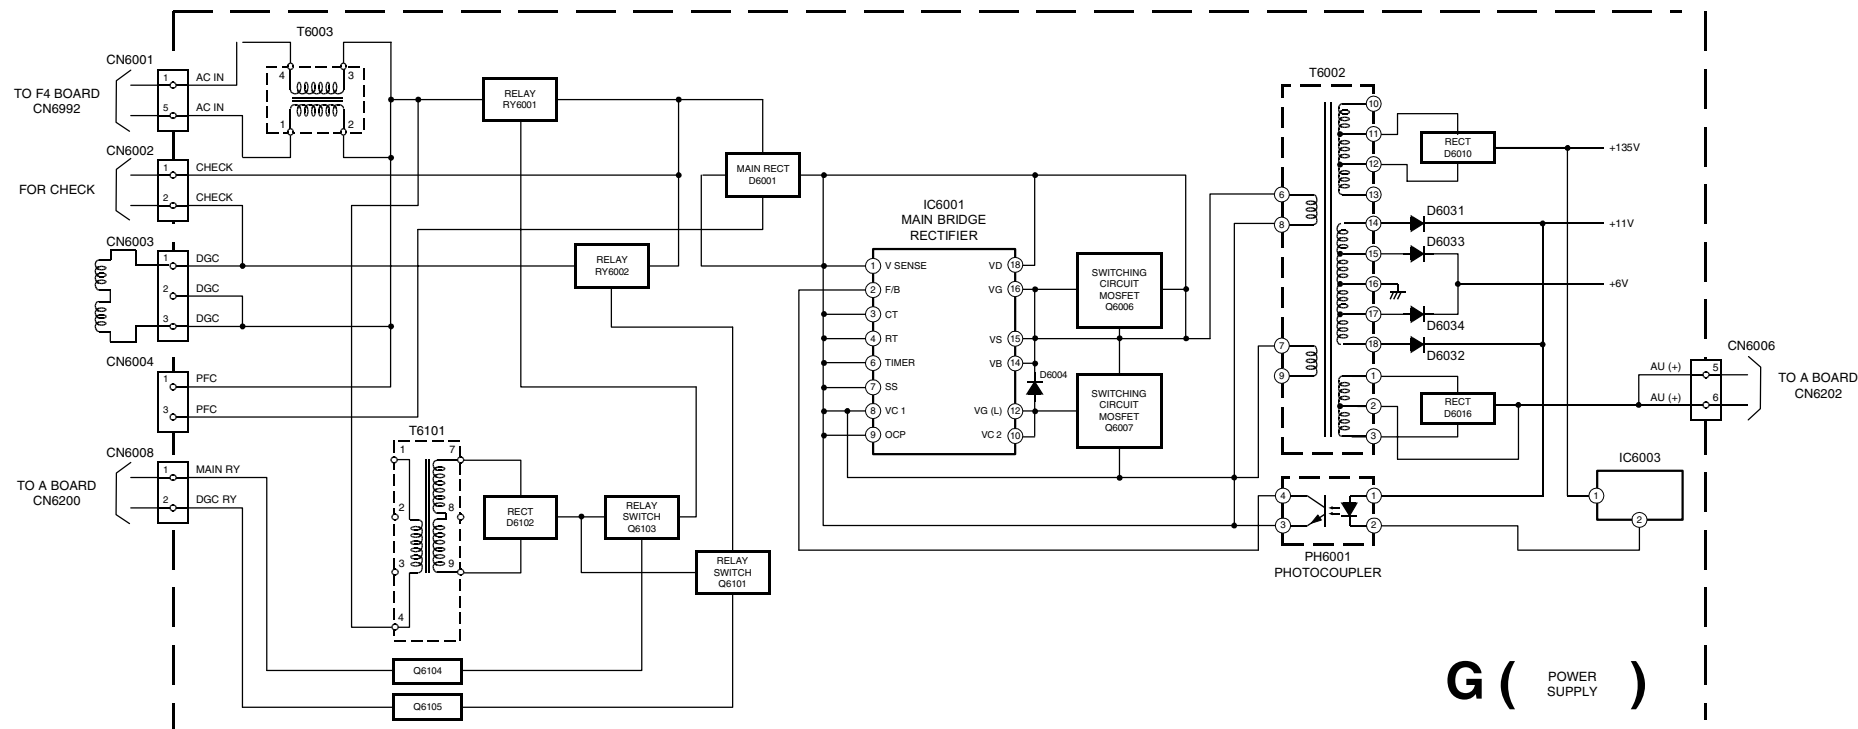 T6003
CN6001
TO F4 BOARD
CN6992
1 AC IN
5 AC IN
4 3
1 2
CN6002
FOR CHECK
1 CHECK
2 CHECK
CN6003
1 DGC
2 DGC
3 DGC
CN6004
1 PFC
3 PFC
CN6008
TO A BOARD
CN6200
1 MAIN RY
2 DGC RY
RELAY
RY6001
RELAY
RY6002
MAIN RECT
D6001
T6101
1 7
2 8
3 9
4
RECT
D6102
RELAY
SWITCH
Q6103
RELAY
SWITCH
Q6101
Q6104
Q6105
IC6001
MAIN BRIDGE
RECTIFIER
1 V SENSE
2 F/B
3 CT
4 RT
6 TIMER
7 SS
8 VC 1
9 OCP
VD 18
VG 16
VS 15
VB 14
VG (L) 12
VC 2 10
D6004
SWITCHING
CIRCUIT
MOSFET
Q6006
SWITCHING
CIRCUIT
MOSFET
Q6007
T6002
6
8
7
9
10
11
12
13
14
15
16
17
18
1
2
3
RECT
D6010
+135V
D6031
+11V
D6033
+6V
D6034
D6032
RECT
D6016
4 1
3 2
PH6001
PHOTOCOUPLER
IC6003
1
2
CN6006
AU (+) 5
AU (+) 6
TO A BOARD
CN6202
G ( POWER
SUPPLY )